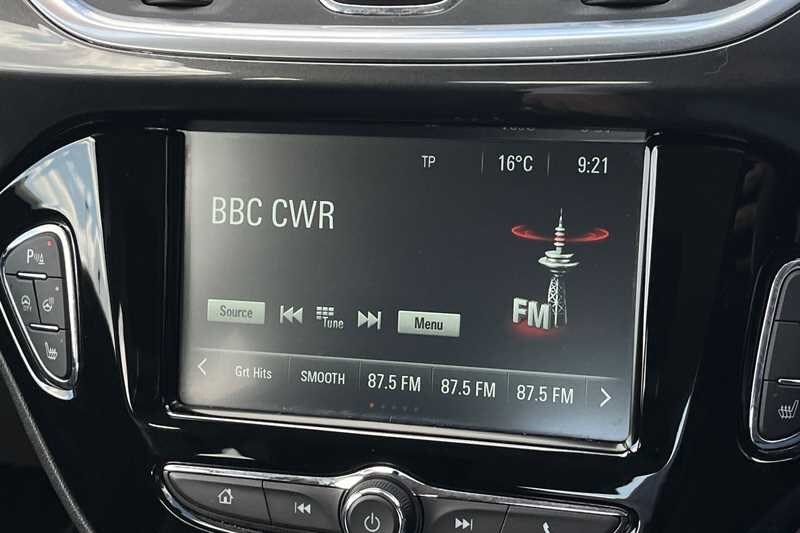 TP 16°C 9:21
BBC CWR
FM
Source Tune Menu
Grt Hits SMOOTH 87.5 FM 87.5 FM 87.5 FM
P